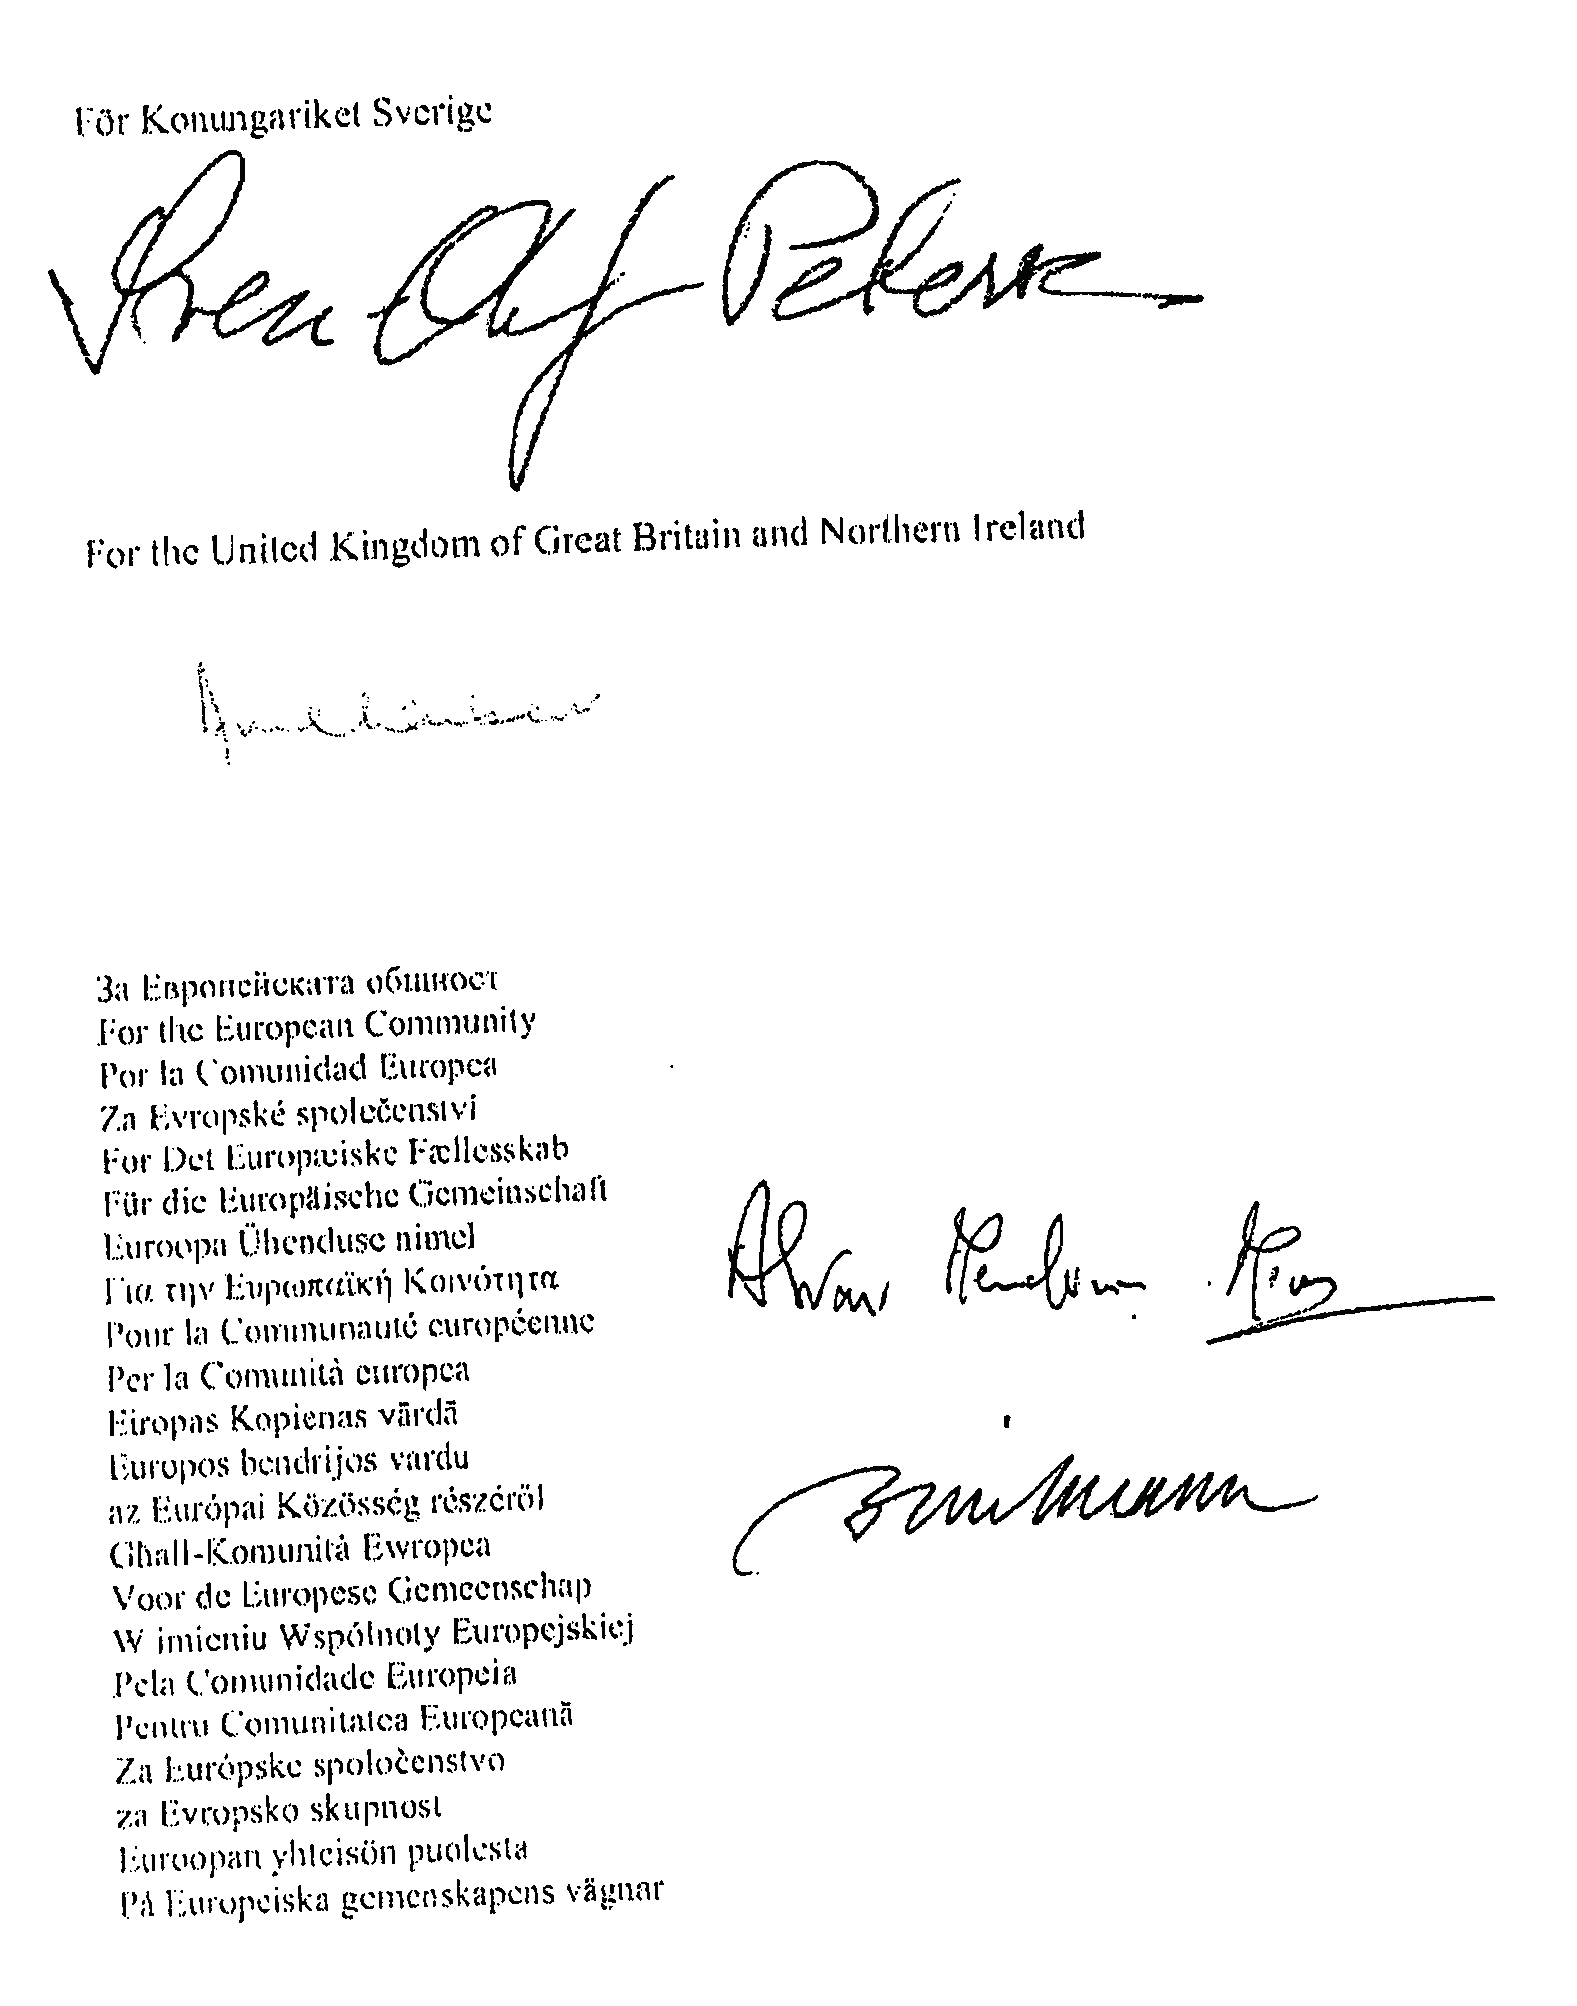 För Konungariket Sverige
Sven Olof Peters
For the United Kingdom of Great Britain and Northern Ireland
За Европейската общност
For the European Community
Por la Comunidad Europea
Za Evropské společenství
For Det Europæiske Fællesskab
Für die Europäische Gemeinschaft
Euroopa Ühenduse nimel
Για την Ευρωπαϊκή Κοινότητα
Pour la Communauté européenne
Per la Comunità europea
Eiropas Kopienas vārdā
Europos bendrijos vardu
az Európai Közösség részéről
Għall-Komunità Ewropea
Voor de Europese Gemeenschap
W imieniu Wspólnoty Europejskiej
Pela Comunidade Europeia
Pentru Comunitatea Europeană
Za Európske spoločenstvo
za Evropsko skupnost
Euroopan yhteisön puolesta
På Europeiska gemenskapens vägnar